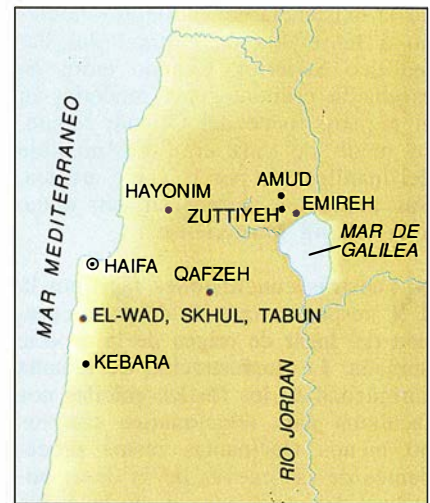 MAR MEDITERRANEO
HAYONIM
AMUD
ZUTTIYEH
EMIREH
MAR DE
GALILEA
HAIFA
QAFZEH
EL-WAD, SKHUL, TABUN
KEBARA
RIO JORDAN